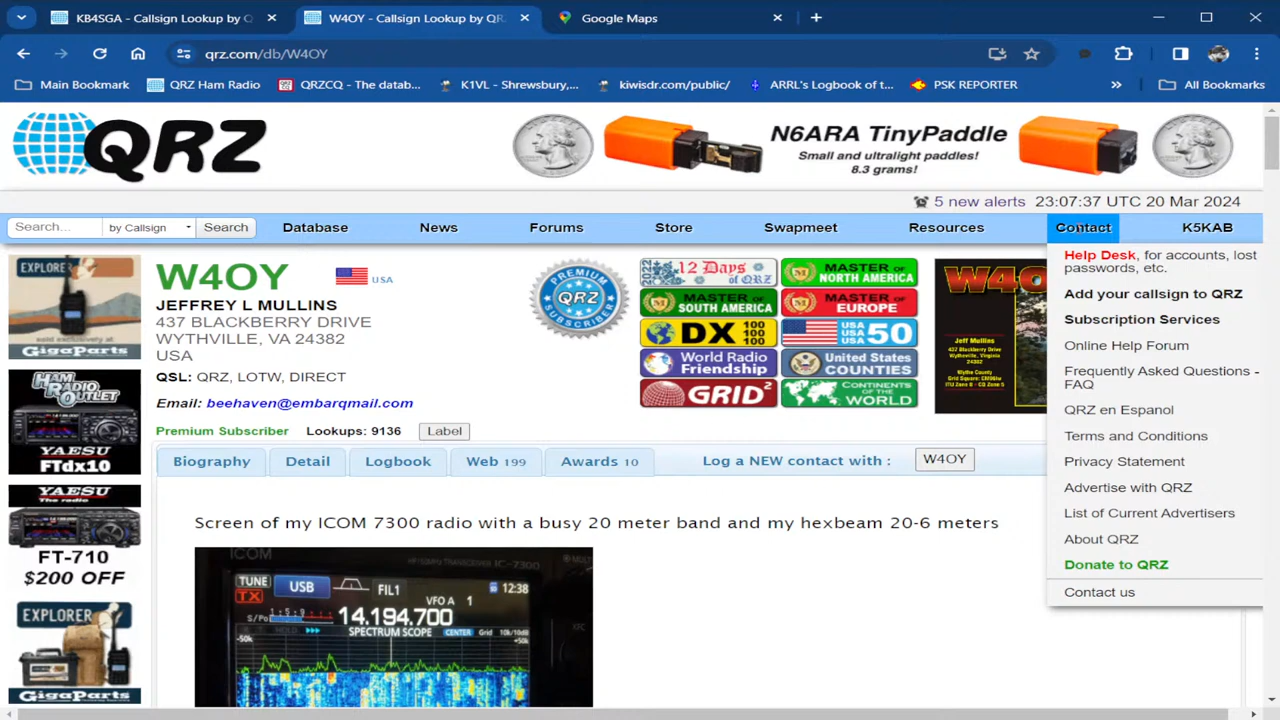 KB4SGA - Callsign Lookup by Q
W4OY - Callsign Lookup by QR
Google Maps
qrz.com/db/W4OY
Main Bookmark
QRZ Ham Radio
QRZCQ - The datab...
K1VL - Shrewsbury,...
kiwisdr.com/public/
ARRL's Logbook of t...
PSK REPORTER
»
All Bookmarks
QRZ
N6ARA TinyPaddle
Small and ultralight paddles!
8.3 grams!
5 new alerts 23:07:37 UTC 20 Mar 2024
Search...
by Callsign
Search
Database
News
Forums
Store
Swapmeet
Resources
Contact
K5KAB
Help Desk, for accounts, lost
passwords, etc.
Add your callsign to QRZ
Subscription Services
Online Help Forum
Frequently Asked Questions -
FAQ
QRZ en Espanol
Terms and Conditions
Privacy Statement
Advertise with QRZ
List of Current Advertisers
About QRZ
Donate to QRZ
Contact us
EXPLORER
GigaParts
HAM RADIO
OUTLET
YAESU
FTdx10
YAESU
The radio
FT-710
$200 OFF
EXPLORER
GigaParts
W4OY
USA
JEFFREY L MULLINS
437 BLACKBERRY DRIVE
WYTHVILLE, VA 24382
USA
QSL: QRZ, LOTW, DIRECT
Email: beehaven@embarqmail.com
Premium Subscriber Lookups: 9136 Label
PREMIUM
QRZ
SUBSCRIBER
12 Days
of QRZ
MASTER OF
NORTH AMERICA
MASTER OF
SOUTH AMERICA
MASTER OF
EUROPE
DX 100
100
USA
USA 50
World Radio
Friendship
United States
COUNTIES
GRID²
CONTINENTS
OF THE
WORLD
Jeff Mullins
437 Blackberry Drive
Wytheville, Virginia
24382
Biography
Detail
Logbook
Web 199
Awards 10
Log a NEW contact with :
W4OY
Screen of my ICOM 7300 radio with a busy 20 meter band and my hexbeam 20-6 meters
ICOM
IC-7300
TUNE
USB
FIL1
12:38
TX
VFO A 1
14.194.700
SPECTRUM SCOPE
CENTER
Grid
-50k